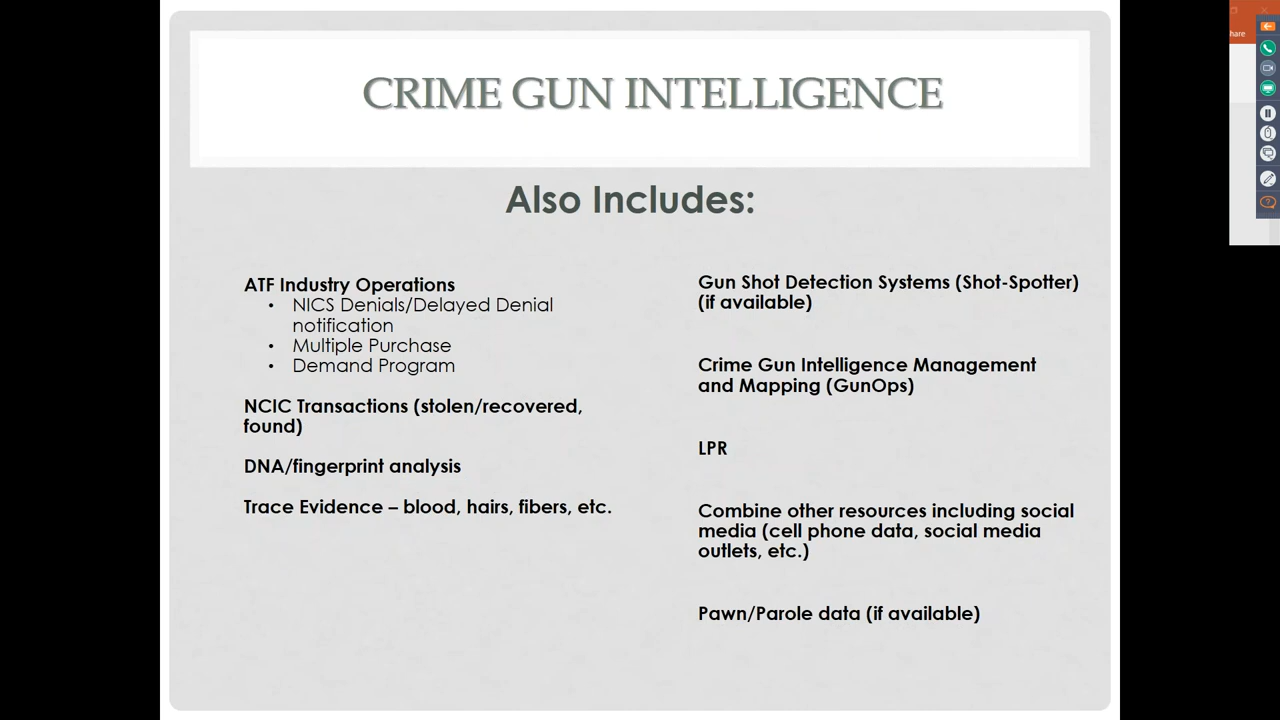 CRIME GUN INTELLIGENCE
Also Includes:
ATF Industry Operations
• NICS Denials/Delayed Denial
notification
• Multiple Purchase
• Demand Program
NCIC Transactions (stolen/recovered,
found)
DNA/fingerprint analysis
Trace Evidence – blood, hairs, fibers, etc.
Gun Shot Detection Systems (Shot-Spotter)
(if available)
Crime Gun Intelligence Management
and Mapping (GunOps)
LPR
Combine other resources including social
media (cell phone data, social media
outlets, etc.)
Pawn/Parole data (if available)
hare